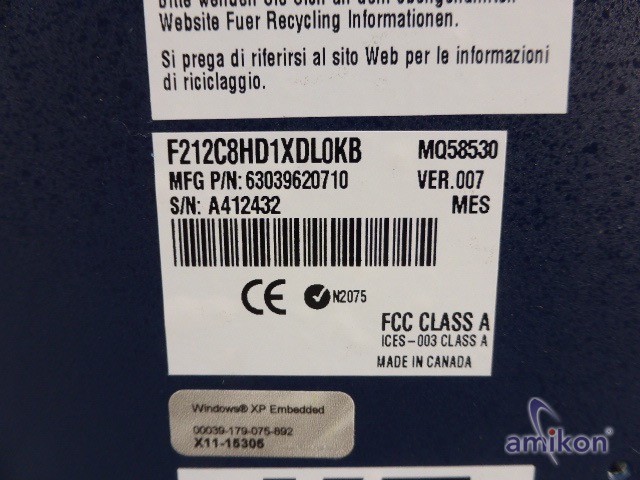 Website Fuer Recycling Informationen.
Si prega di riferirsi al sito Web per le informazioni
di riciclaggio.
F212C8HD1XDL0KB MQ58530
MFG P/N: 63039620710 VER.007
S/N: A412432 MES
CE N2075
FCC CLASS A
ICES-003 CLASS A
MADE IN CANADA
Windows® XP Embedded
00039-179-075-892
X11-15305
amikon